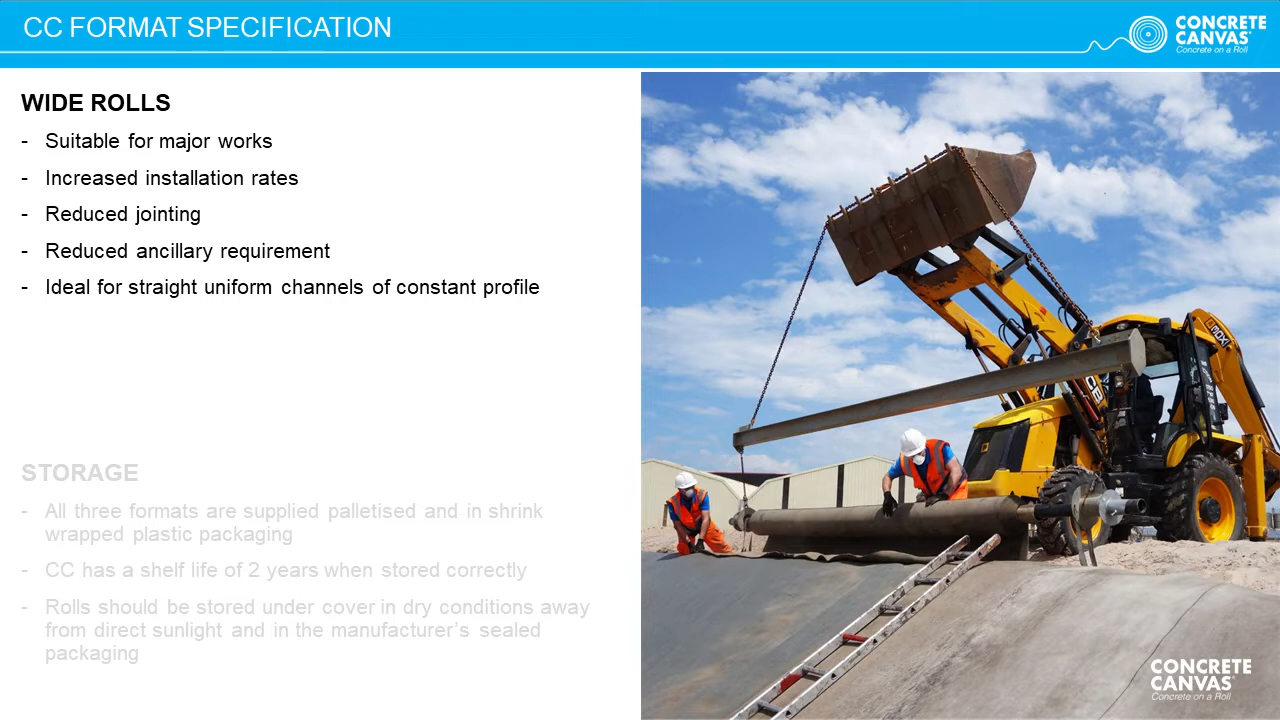 CC FORMAT SPECIFICATION
CONCRETE
CANVAS®
Concrete on a Roll
WIDE ROLLS
- Suitable for major works
- Increased installation rates
- Reduced jointing
- Reduced ancillary requirement
- Ideal for straight uniform channels of constant profile
STORAGE
- All three formats are supplied palletised and in shrink
wrapped plastic packaging
- CC has a shelf life of 2 years when stored correctly
- Rolls should be stored under cover in dry conditions away
from direct sunlight and in the manufacturer’s sealed
packaging
JCB
CONCRETE
CANVAS®
Concrete on a Roll